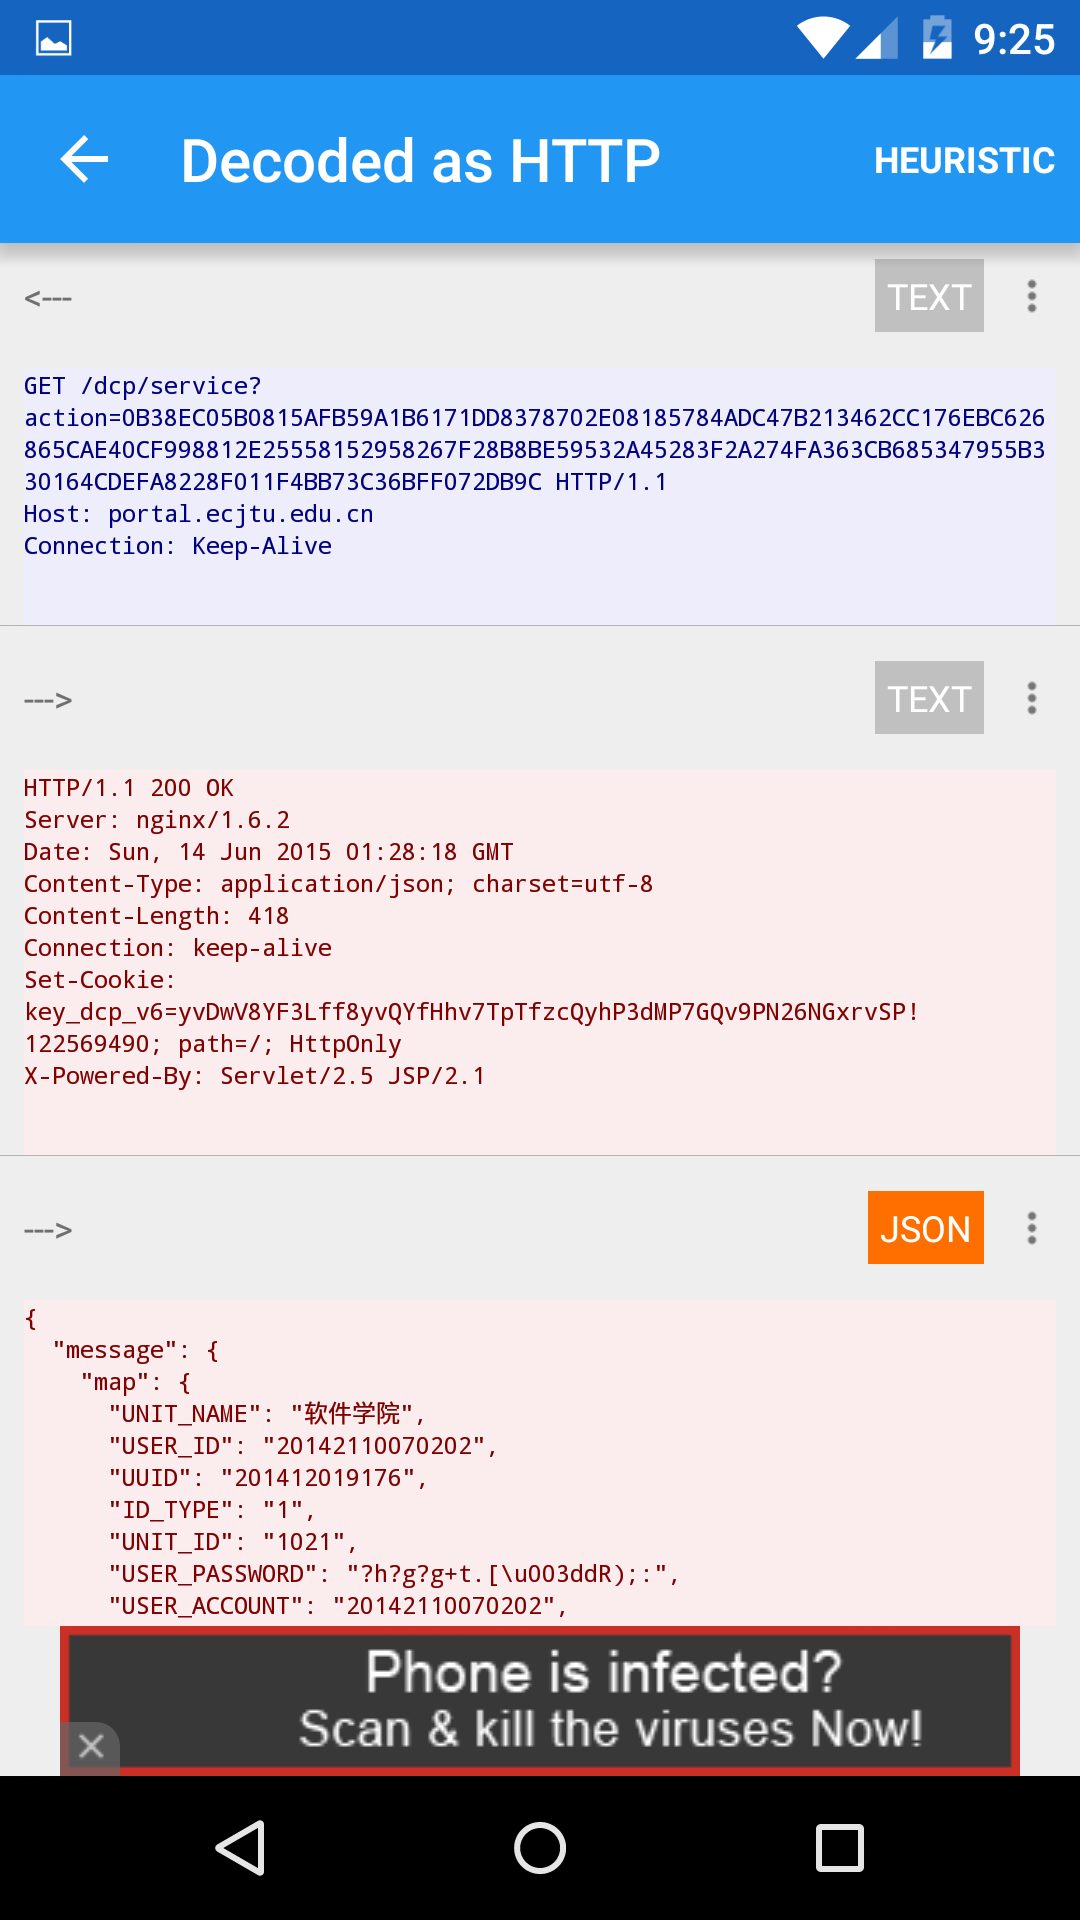 9:25
Decoded as HTTP
HEURISTIC
<---
TEXT
GET /dcp/service?
action=0B38EC05B0815AFB59A1B6171DD8378702E08185784ADC47B213462CC176EBC626
865CAE40CF998812E25558152958267F28B8BE59532A45283F2A274FA363CB685347955B3
30164CDEFA8228F011F4BB73C36BFF072DB9C HTTP/1.1
Host: portal.ecjtu.edu.cn
Connection: Keep-Alive
--->
TEXT
HTTP/1.1 200 OK
Server: nginx/1.6.2
Date: Sun, 14 Jun 2015 01:28:18 GMT
Content-Type: application/json; charset=utf-8
Content-Length: 418
Connection: keep-alive
Set-Cookie:
key_dcp_v6=yvDwV8YF3Lff8yvQYfHhv7TpTfzcQyhP3dMP7GQv9PN26NGxrvSP!
122569490; path=/; HttpOnly
X-Powered-By: Servlet/2.5 JSP/2.1
--->
JSON
{
"message": {
"map": {
"UNIT_NAME": "软件学院",
"USER_ID": "20142110070202",
"UUID": "201412019176",
"ID_TYPE": "1",
"UNIT_ID": "1021",
"USER_PASSWORD": "?h?g?g+t.[\u003ddR);:",
"USER_ACCOUNT": "20142110070202",
Phone is infected?
Scan & kill the viruses Now!